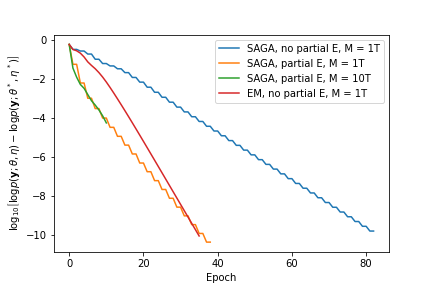 0
−2
−4
−6
−8
−10
log₁₀|logp(y; θ, η) − logp(y; θ*, η*)|
SAGA, no partial E, M = 1T
SAGA, partial E, M = 1T
SAGA, partial E, M = 10T
EM, no partial E, M = 1T
0 20 40 60 80
Epoch